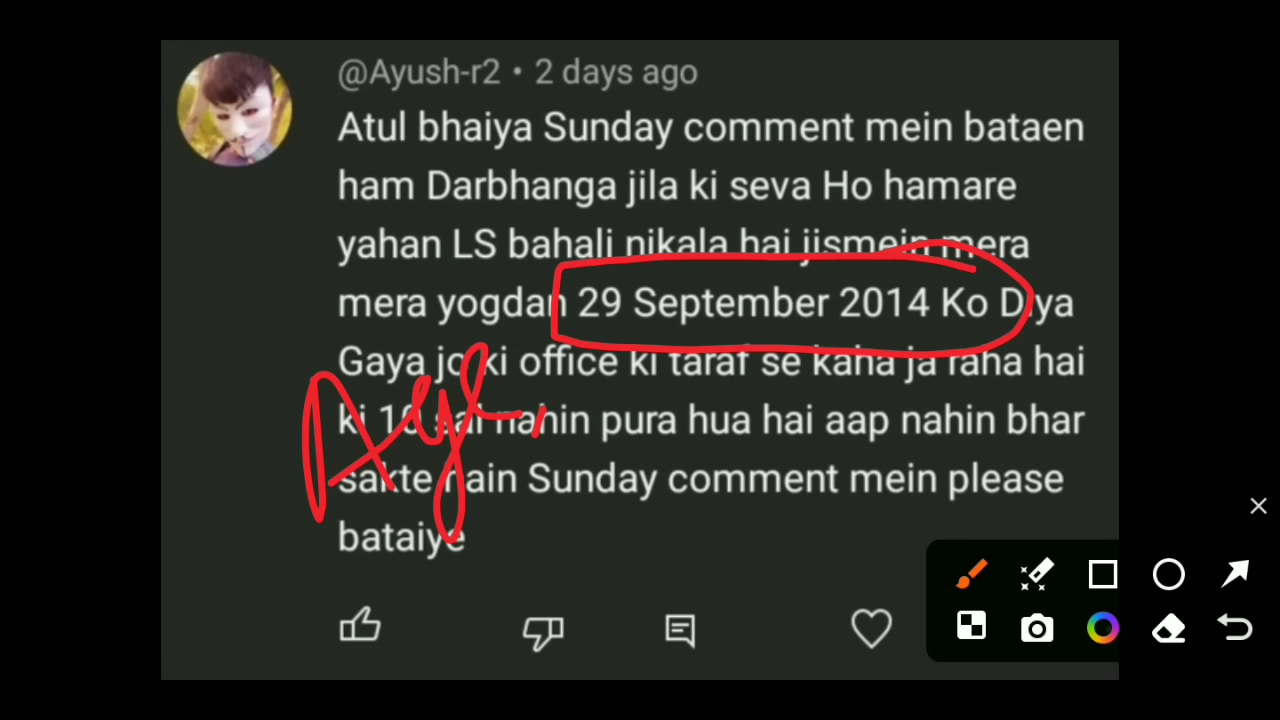 @Ayush-r2 • 2 days ago
Atul bhaiya Sunday comment mein bataen
ham Darbhanga jila ki seva Ho hamare
yahan LS bahali nikala hai jismein mera
mera yogdan 29 September 2014 Ko Diya
Gaya jo ki office ki taraf se kaha ja raha hai
ki 10 sal nahin pura hua hai aap nahin bhar
sakte hain Sunday comment mein please
bataiye